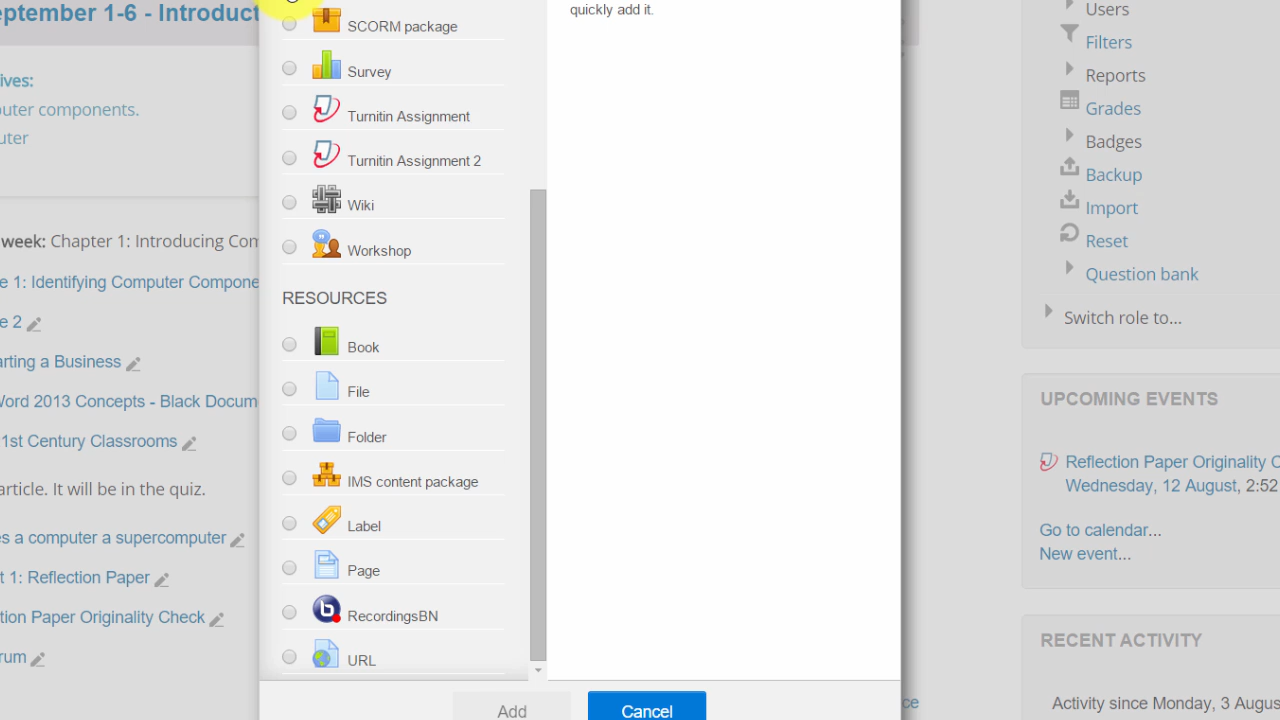 eptember 1-6 - Introduct
ives:
outer components.
uter
week: Chapter 1: Introducing Com
e 1: Identifying Computer Compone
e 2
arting a Business
Word 2013 Concepts - Black Docum
1st Century Classrooms
article. It will be in the quiz.
es a computer a supercomputer
t 1: Reflection Paper
tion Paper Originality Check
rum
SCORM package
Survey
Turnitin Assignment
Turnitin Assignment 2
Wiki
Workshop
RESOURCES
Book
File
Folder
IMS content package
Label
Page
RecordingsBN
URL
Add
Cancel
quickly add it.
ce
Users
Filters
Reports
Grades
Badges
Backup
Import
Reset
Question bank
Switch role to...
UPCOMING EVENTS
Reflection Paper Originality C
Wednesday, 12 August, 2:52
Go to calendar...
New event...
RECENT ACTIVITY
Activity since Monday, 3 Augus